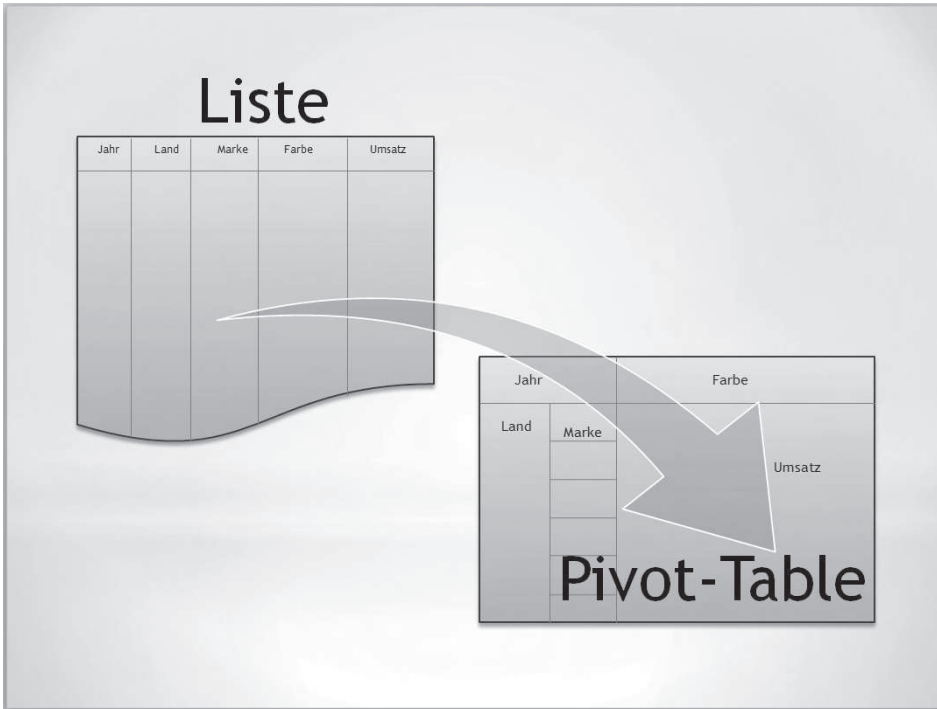 Liste
Jahr Land Marke Farbe Umsatz
Jahr Farbe
Land Marke
Umsatz
Pivot-Table